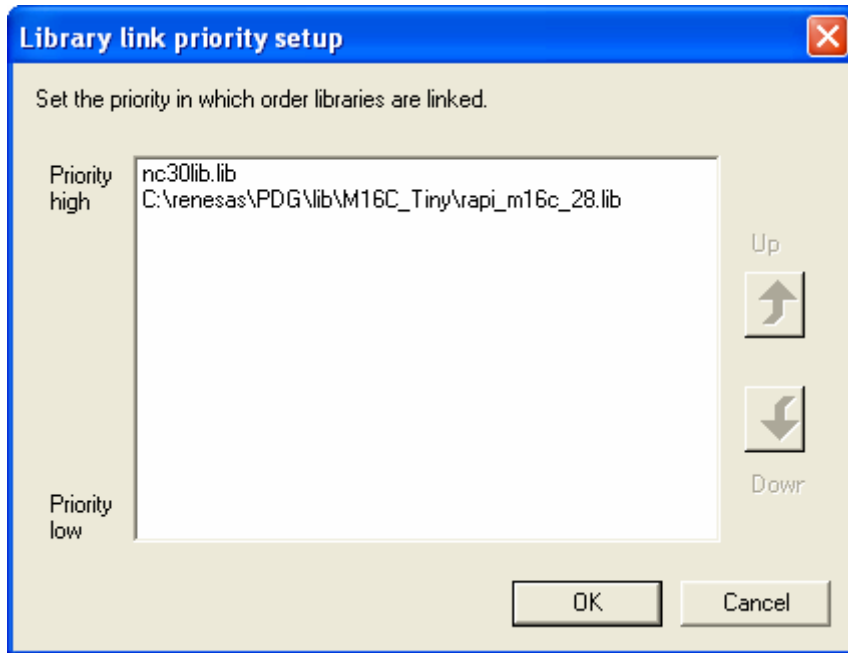 Library link priority setup
Set the priority in which order libraries are linked.
Priority
high
nc30lib.lib
C:\renesas\PDG\lib\M16C_Tiny\rapi_m16c_28.lib
Up
Dowr
Priority
low
OK
Cancel